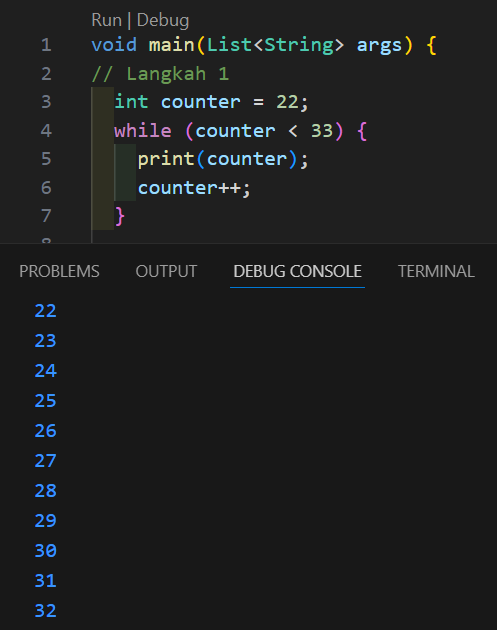 Run | Debug
1 void main(List<String> args) {
2 // Langkah 1
3 int counter = 22;
4 while (counter < 33) {
5 print(counter);
6 counter++;
7 }
8
PROBLEMS OUTPUT DEBUG CONSOLE TERMINAL
22
23
24
25
26
27
28
29
30
31
32